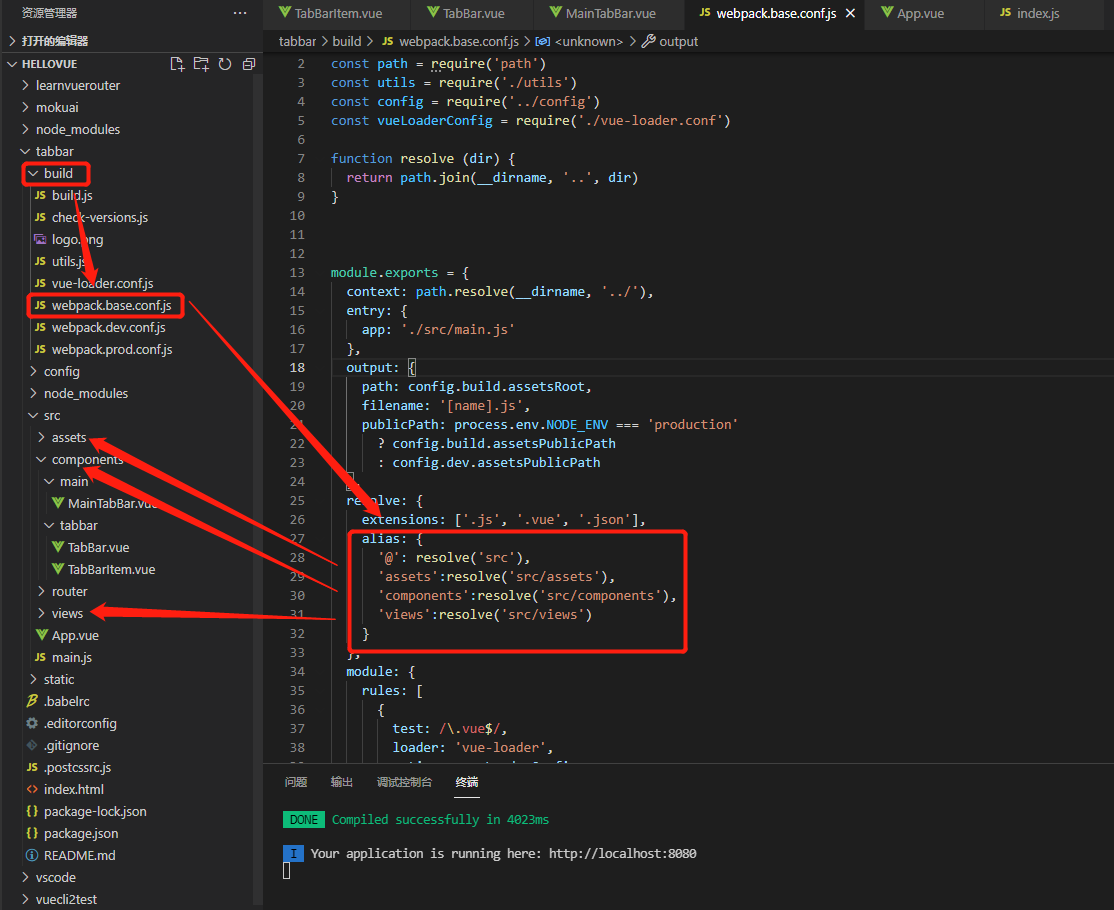 资源管理器
打开的编辑器
HELLOVUE
learnvuerouter
mokuai
node_modules
tabbar
build
JS build.js
JS check-versions.js
logo.png
JS utils.js
JS vue-loader.conf.js
JS webpack.base.conf.js
JS webpack.dev.conf.js
JS webpack.prod.conf.js
config
node_modules
src
assets
components
main
MainTabBar.vue
tabbar
TabBar.vue
TabBarItem.vue
router
views
App.vue
JS main.js
static
.babelrc
.editorconfig
.gitignore
JS .postcssrc.js
<> index.html
{} package-lock.json
{} package.json
README.md
vscode
vuecli2test
TabBarItem.vue TabBar.vue MainTabBar.vue JS webpack.base.conf.js App.vue JS index.js
tabbar > build > JS webpack.base.conf.js > <unknown> > output
2 const path = require('path')
3 const utils = require('./utils')
4 const config = require('../config')
5 const vueLoaderConfig = require('./vue-loader.conf')
6
7 function resolve (dir) {
8 return path.join(__dirname, '..', dir)
9 }
10
11
12
13 module.exports = {
14 context: path.resolve(__dirname, '../'),
15 entry: {
16 app: './src/main.js'
17 },
18 output: {
19 path: config.build.assetsRoot,
20 filename: '[name].js',
21 publicPath: process.env.NODE_ENV === 'production'
22 ? config.build.assetsPublicPath
23 : config.dev.assetsPublicPath
24 },
25 resolve: {
26 extensions: ['.js', '.vue', '.json'],
27 alias: {
28 '@': resolve('src'),
29 'assets':resolve('src/assets'),
30 'components':resolve('src/components'),
31 'views':resolve('src/views')
32 }
33 },
34 module: {
35 rules: [
36 {
37 test: /\.vue$/,
38 loader: 'vue-loader',
问题 输出 调试控制台 终端
DONE Compiled successfully in 4023ms
I Your application is running here: http://localhost:8080